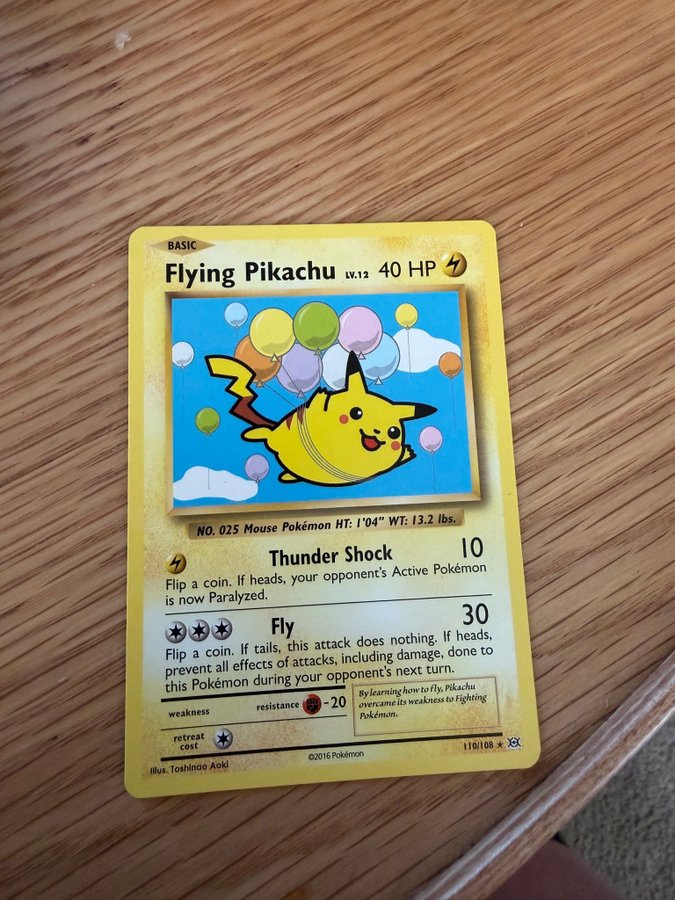 BASIC
Flying Pikachu LV.12 40 HP
NO. 025 Mouse Pokémon HT: 1'04" WT: 13.2 lbs.
Thunder Shock 10
Flip a coin. If heads, your opponent's Active Pokémon
is now Paralyzed.
Fly 30
Flip a coin. If tails, this attack does nothing. If heads,
prevent all effects of attacks, including damage, done to
this Pokémon during your opponent's next turn.
weakness
resistance -20
retreat
cost
By learning how to fly, Pikachu
overcame its weakness to Fighting
Pokémon.
Illus. Toshinao Aoki
©2016 Pokémon
110/108 ★